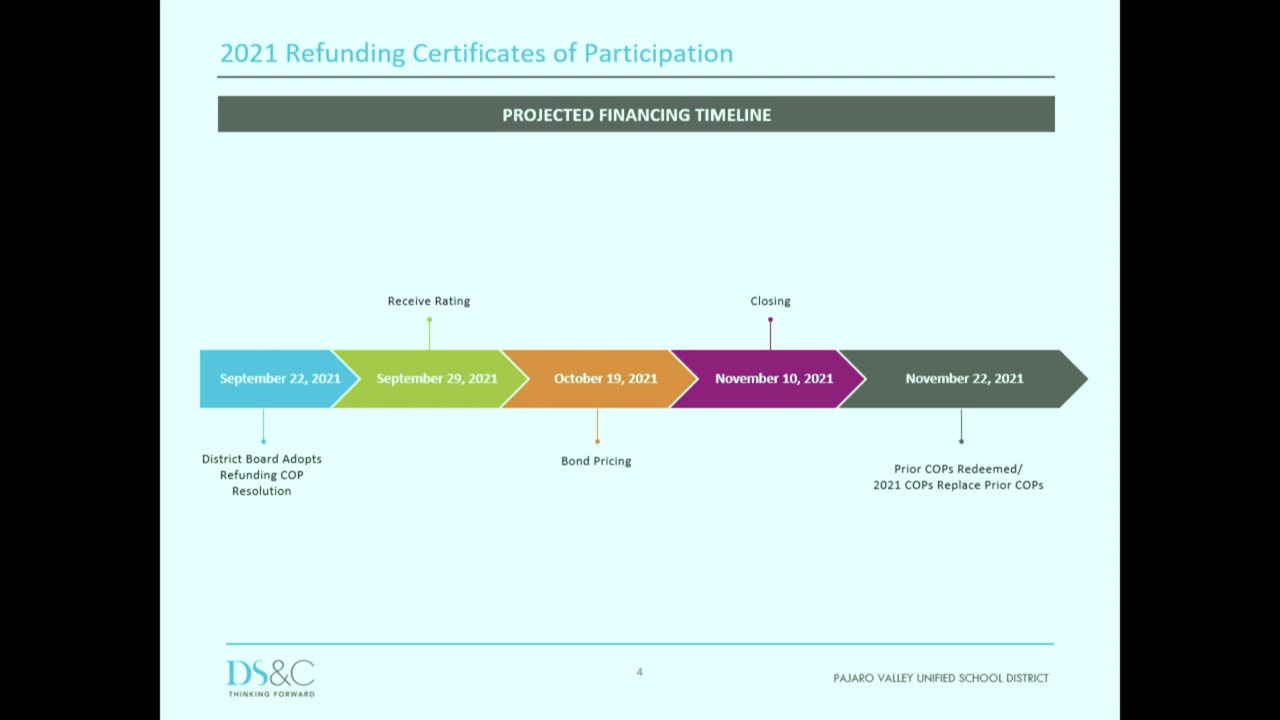 2021 Refunding Certificates of Participation
PROJECTED FINANCING TIMELINE
Receive Rating
Closing
September 22, 2021
September 29, 2021
October 19, 2021
November 10, 2021
November 22, 2021
District Board Adopts
Refunding COP
Resolution
Bond Pricing
Prior COPs Redeemed/
2021 COPs Replace Prior COPs
DS&C
THINKING FORWARD
4
PAJARO VALLEY UNIFIED SCHOOL DISTRICT